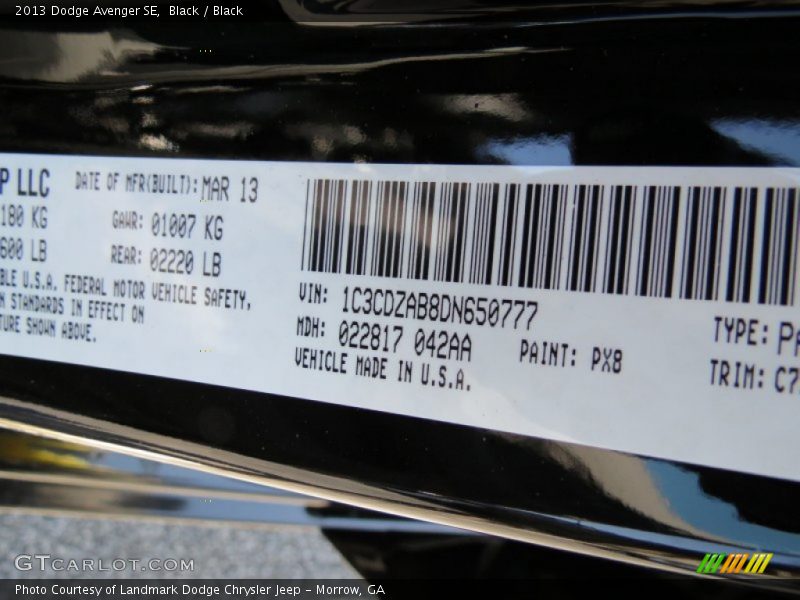 2013 Dodge Avenger SE,  Black / Black
P LLC
DATE OF MFR(BUILT): MAR 13
180 KG
GAWR: 01007 KG
600 LB
REAR: 02220 LB
BLE U.S.A. FEDERAL MOTOR VEHICLE SAFETY,
N STANDARDS IN EFFECT ON
TURE SHOWN ABOVE.
VIN: 1C3CDZAB8DN650777
MDH: 022817 042AA
PAINT: PX8
VEHICLE MADE IN U.S.A.
TYPE: PA
TRIM: C7
GTCARLOT.COM
Photo Courtesy of Landmark Dodge Chrysler Jeep – Morrow, GA